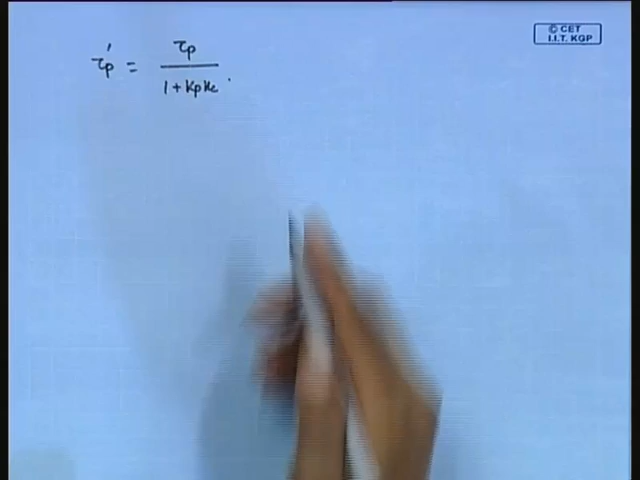 © CET
I.I.T. KGP
τp' = τp / (1 + KpKc) .